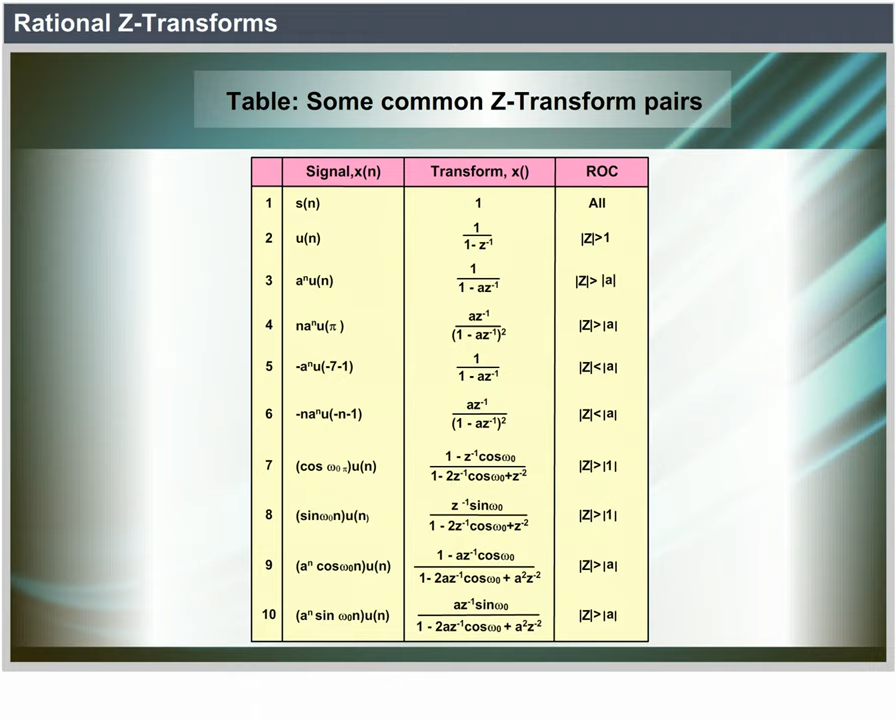 Rational Z-Transforms
Table: Some common Z-Transform pairs
Signal,x(n) Transform, x() ROC
1 s(n) 1 All
2 u(n) 1 / 1- z⁻¹ |Z|>1
3 aⁿu(n) 1 / 1 - az⁻¹ |Z|> |a|
4 naⁿu(π ) az⁻¹ / (1 - az⁻¹)² |Z|>|a|
5 -aⁿu(-7-1) 1 / 1 - az⁻¹ |Z|<|a|
6 -naⁿu(-n-1) az⁻¹ / (1 - az⁻¹)² |Z|<|a|
7 (cos ω₀ π)u(n) 1 - z⁻¹cosω₀ / 1- 2z⁻¹cosω₀+z⁻² |Z|>|1|
8 (sinω₀n)u(n) z ⁻¹sinω₀ / 1 - 2z⁻¹cosω₀+z⁻² |Z|>|1|
9 (aⁿ cosω₀n)u(n) 1 - az⁻¹cosω₀ / 1- 2az⁻¹cosω₀ + a²z⁻² |Z|>|a|
10 (aⁿ sin ω₀n)u(n) az⁻¹sinω₀ / 1 - 2az⁻¹cosω₀ + a²z⁻² |Z|>|a|